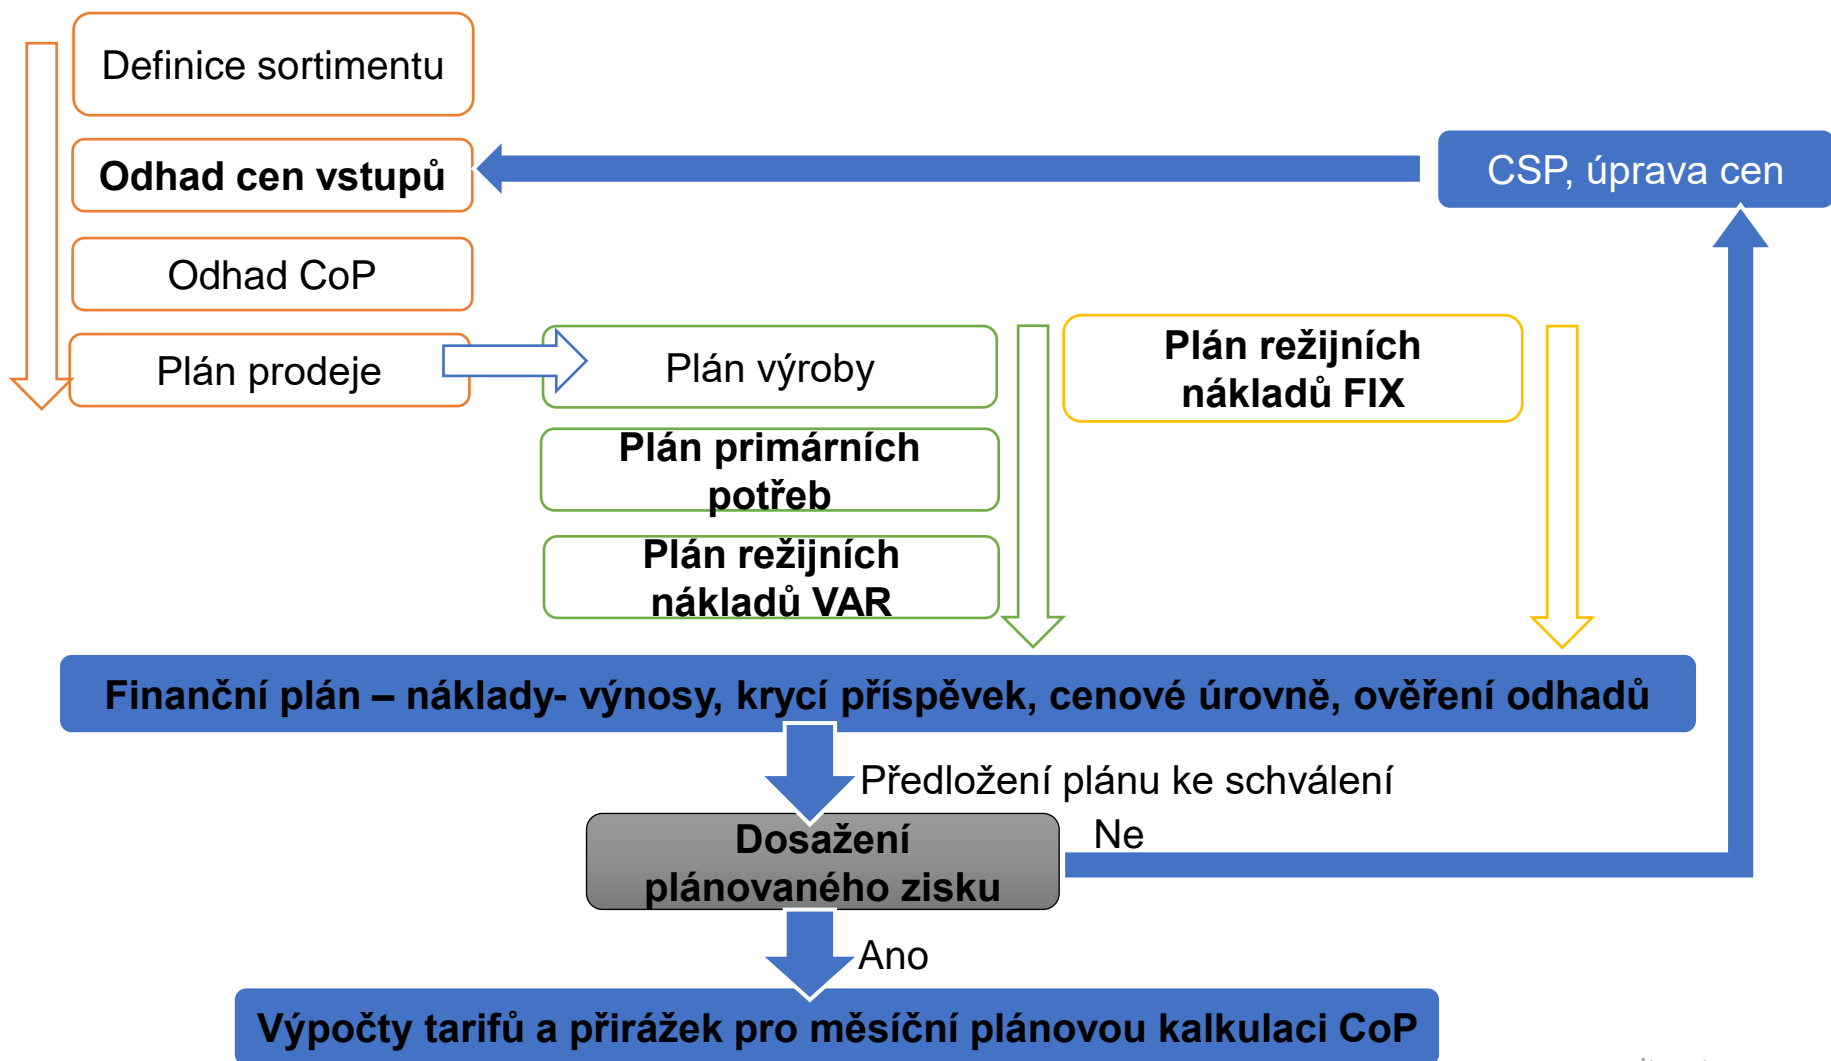 Definice sortimentu
Odhad cen vstupů
CSP, úprava cen
Odhad CoP
Plán prodeje
Plán výroby
Plán režijních
nákladů FIX
Plán primárních
potřeb
Plán režijních
nákladů VAR
Finanční plán – náklady- výnosy, krycí příspěvek, cenové úrovně, ověření odhadů
Předložení plánu ke schválení
Dosažení
plánovaného zisku
Ne
Ano
Výpočty tarifů a přirážek pro měsíční plánovou kalkulaci CoP